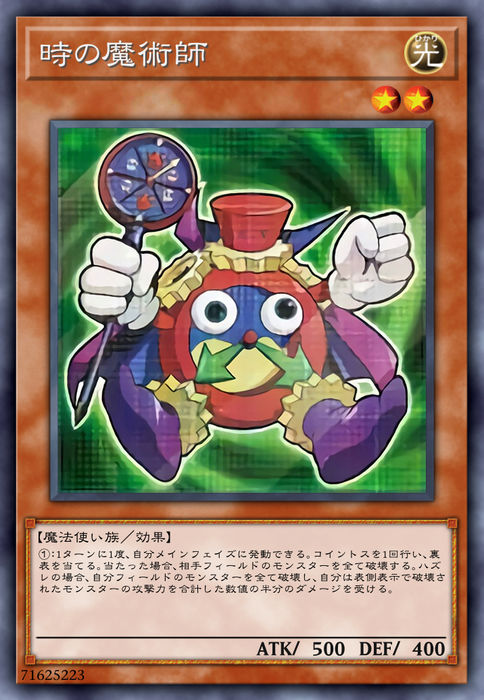 時の魔術師
ひかり
光
【魔法使い族／効果】
①:1ターンに1度、自分メインフェイズに発動できる。コイントスを1回行い、裏
表を当てる。当たった場合、相手フィールドのモンスターを全て破壊する。ハズ
レの場合、自分フィールドのモンスターを全て破壊し、自分は表側表示で破壊さ
れたモンスターの攻撃力を合計した数値の半分のダメージを受ける。
ATK/ 500 DEF/ 400
71625223